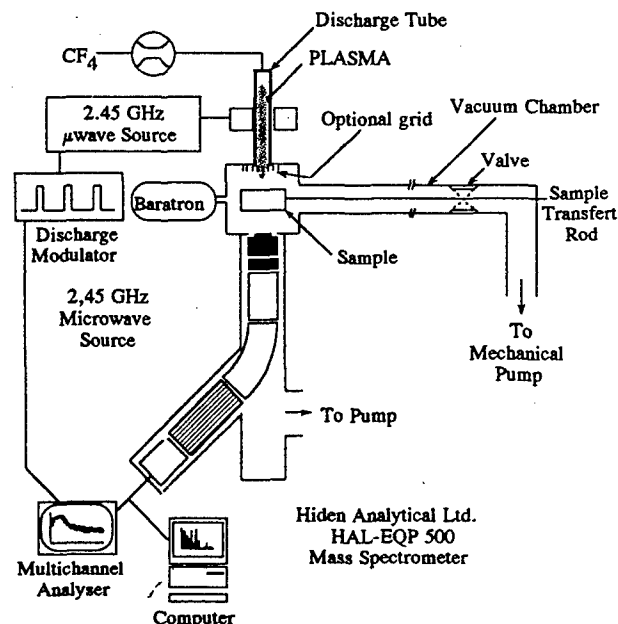 Discharge Tube
CF4
PLASMA
2.45 GHz
μwave Source
Optional grid
Vacuum Chamber
Valve
Baratron
Sample
Transfert
Rod
Discharge
Modulator
Sample
2,45 GHz
Microwave
Source
To
Mechanical
Pump
To Pump
Hiden Analytical Ltd.
HAL-EQP 500
Mass Spectrometer
Multichannel
Analyser
Computer